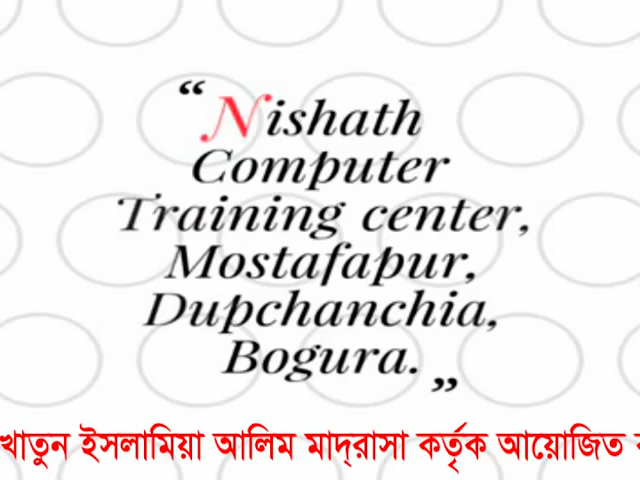 “Nishath
Computer
Training center,
Mostafapur,
Dupchanchia,
Bogura.”
খাতুন ইসলামিয়া আলিম মাদ্‌রাসা কর্তৃক আয়োজিত